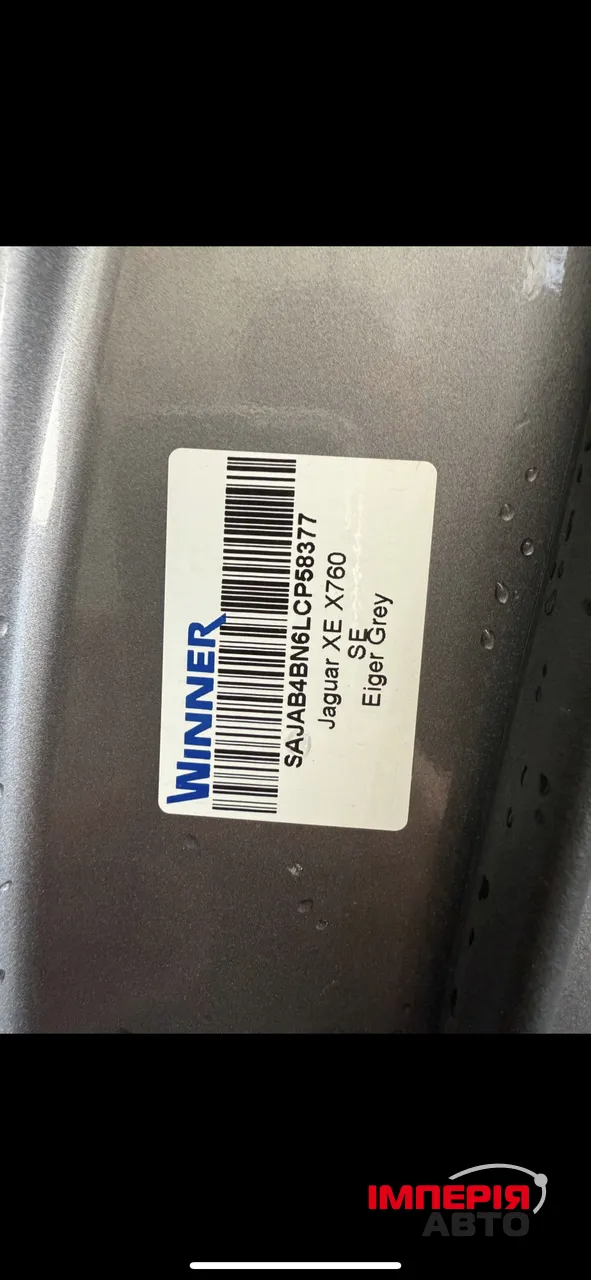 WINNER
SAJAB4BN6LCP58377
Jaguar XE X760
SE
Eiger Grey
ІМПЕРІЯ
АВТО